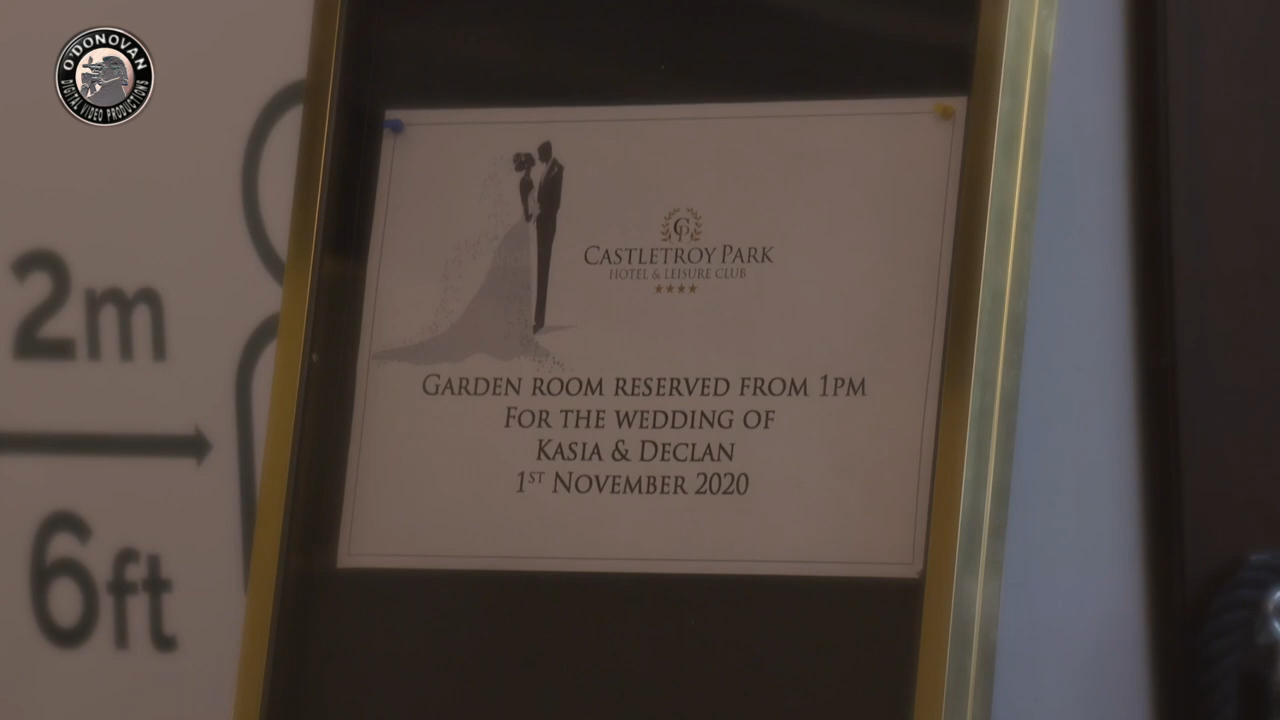 O'DONOVAN
DIGITAL VIDEO PRODUCTIONS
2m
6ft
CP
CASTLETROY PARK
HOTEL & LEISURE CLUB
GARDEN ROOM RESERVED FROM 1PM
FOR THE WEDDING OF
KASIA & DECLAN
1ST NOVEMBER 2020